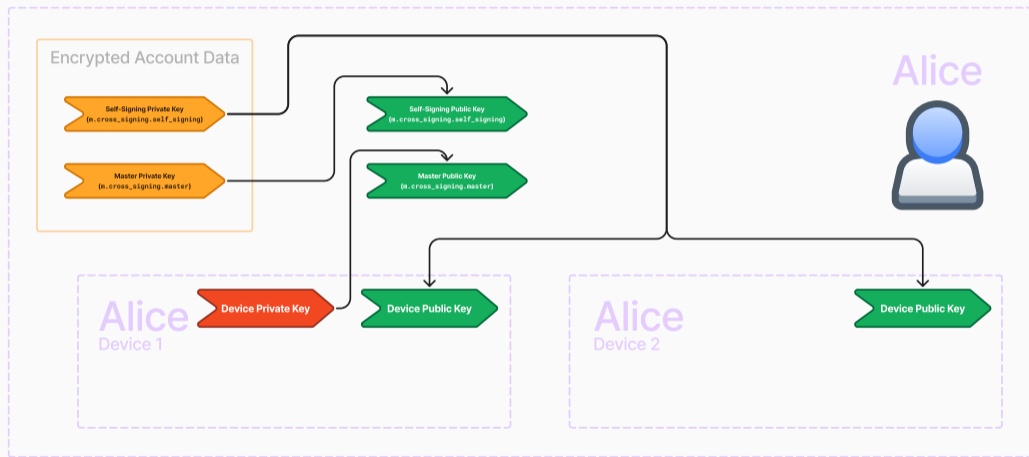 Encrypted Account Data
Alice
Self-Signing Private Key
(m.cross_signing.self_signing)
Self-Signing Public Key
(m.cross_signing.self_signing)
Master Private Key
(m.cross_signing.master)
Master Public Key
(m.cross_signing.master)
Alice
Device 1
Device Private Key
Device Public Key
Alice
Device 2
Device Public Key